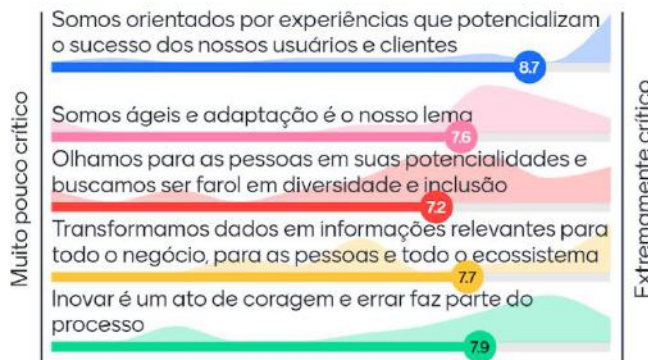 Somos orientados por experiências que potencializam
o sucesso dos nossos usuários e clientes
8.7
Somos ágeis e adaptação é o nosso lema
7.6
Olhamos para as pessoas em suas potencialidades e
buscamos ser farol em diversidade e inclusão
7.2
Transformamos dados em informações relevantes para
todo o negócio, para as pessoas e todo o ecossistema
7.7
Inovar é um ato de coragem e errar faz parte do
processo
7.9
Muito pouco crítico
Extremamente crítico